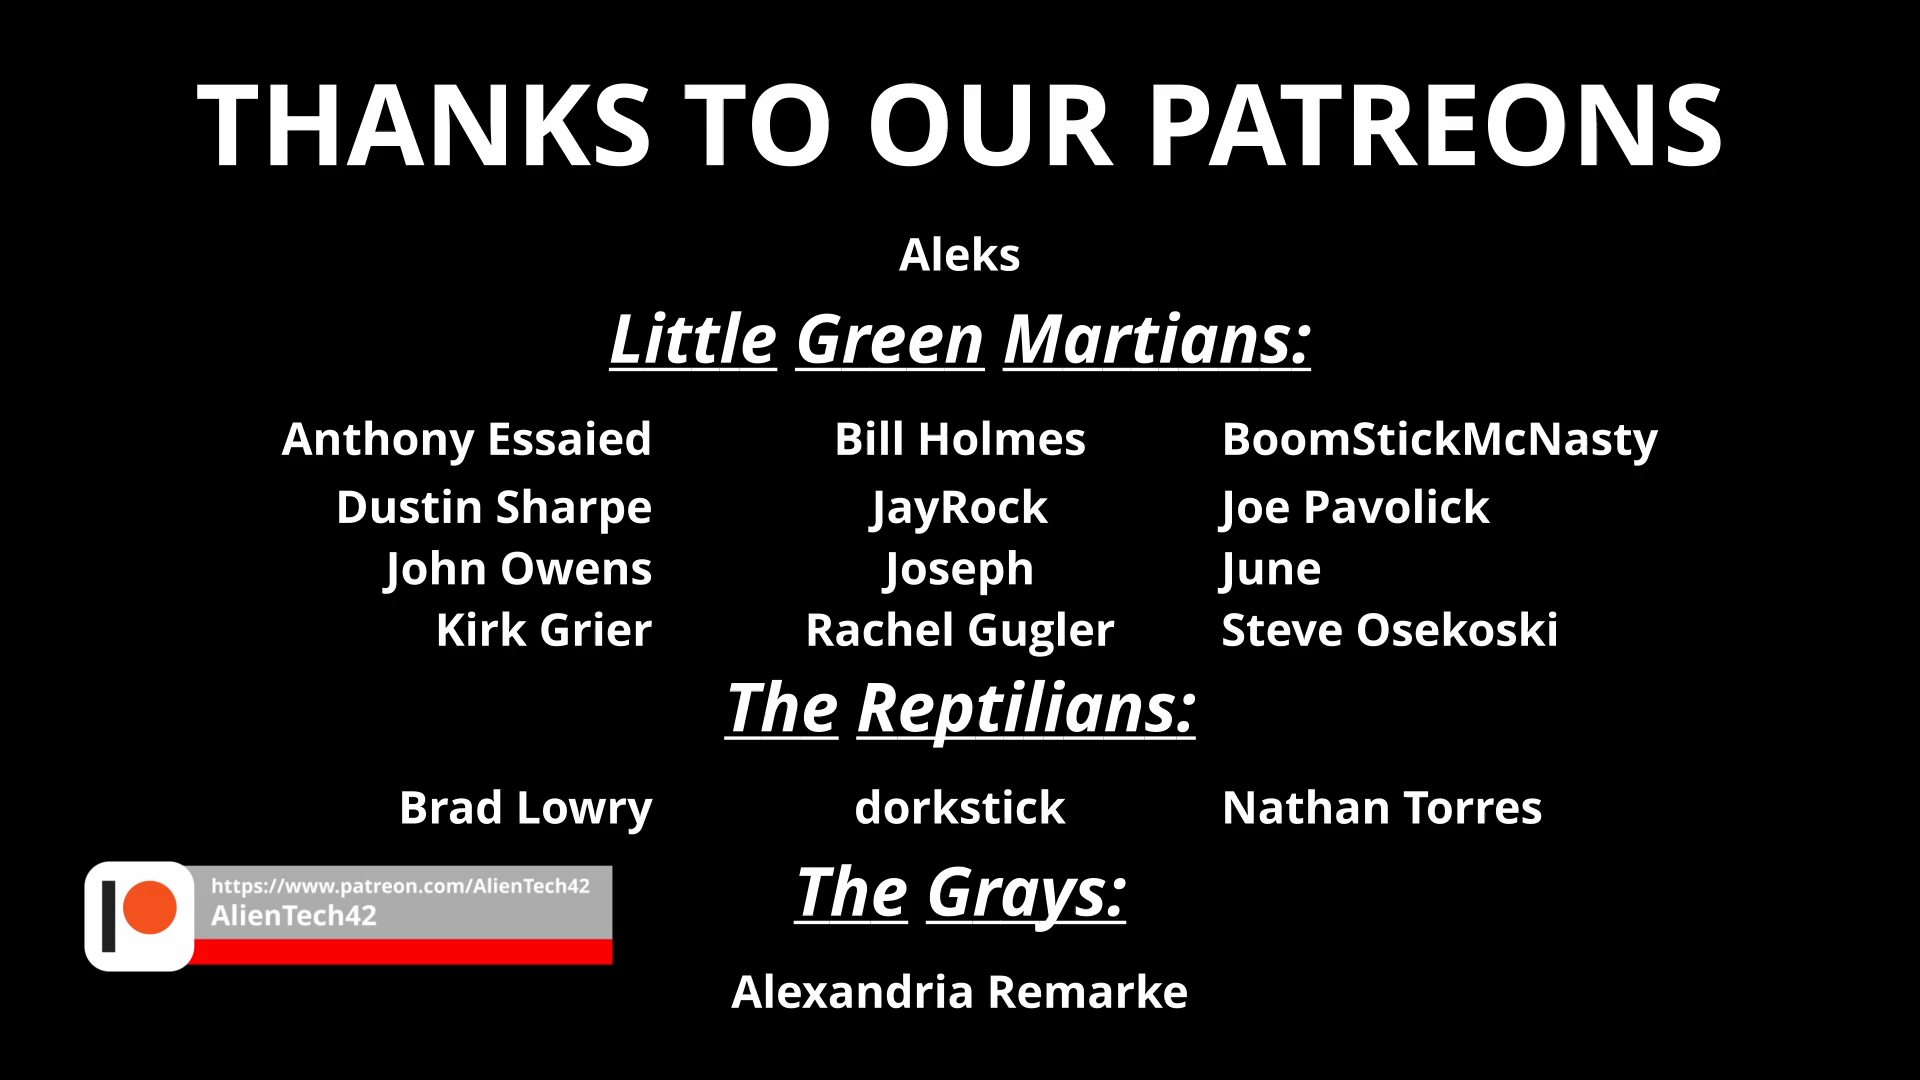 THANKS TO OUR PATREONS
Aleks
Little Green Martians:
Anthony Essaied Bill Holmes BoomStickMcNasty
Dustin Sharpe JayRock Joe Pavolick
John Owens Joseph June
Kirk Grier Rachel Gugler Steve Osekoski
The Reptilians:
Brad Lowry dorkstick Nathan Torres
The Grays:
Alexandria Remarke
https://www.patreon.com/AlienTech42
AlienTech42